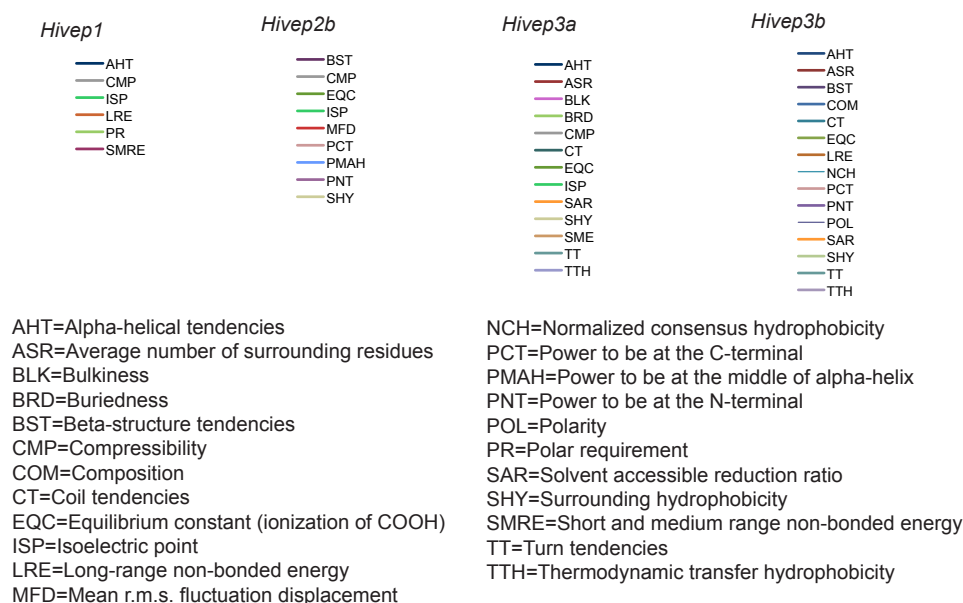 Hivep1
AHT
CMP
ISP
LRE
PR
SMRE
Hivep2b
BST
CMP
EQC
ISP
MFD
PCT
PMAH
PNT
SHY
Hivep3a
AHT
ASR
BLK
BRD
CMP
CT
EQC
ISP
SAR
SHY
SME
TT
TTH
Hivep3b
AHT
ASR
BST
COM
CT
EQC
LRE
NCH
PCT
PNT
POL
SAR
SHY
TT
TTH
AHT=Alpha-helical tendencies
ASR=Average number of surrounding residues
BLK=Bulkiness
BRD=Buriedness
BST=Beta-structure tendencies
CMP=Compressibility
COM=Composition
CT=Coil tendencies
EQC=Equilibrium constant (ionization of COOH)
ISP=Isoelectric point
LRE=Long-range non-bonded energy
MFD=Mean r.m.s. fluctuation displacement
NCH=Normalized consensus hydrophobicity
PCT=Power to be at the C-terminal
PMAH=Power to be at the middle of alpha-helix
PNT=Power to be at the N-terminal
POL=Polarity
PR=Polar requirement
SAR=Solvent accessible reduction ratio
SHY=Surrounding hydrophobicity
SMRE=Short and medium range non-bonded energy
TT=Turn tendencies
TTH=Thermodynamic transfer hydrophobicity